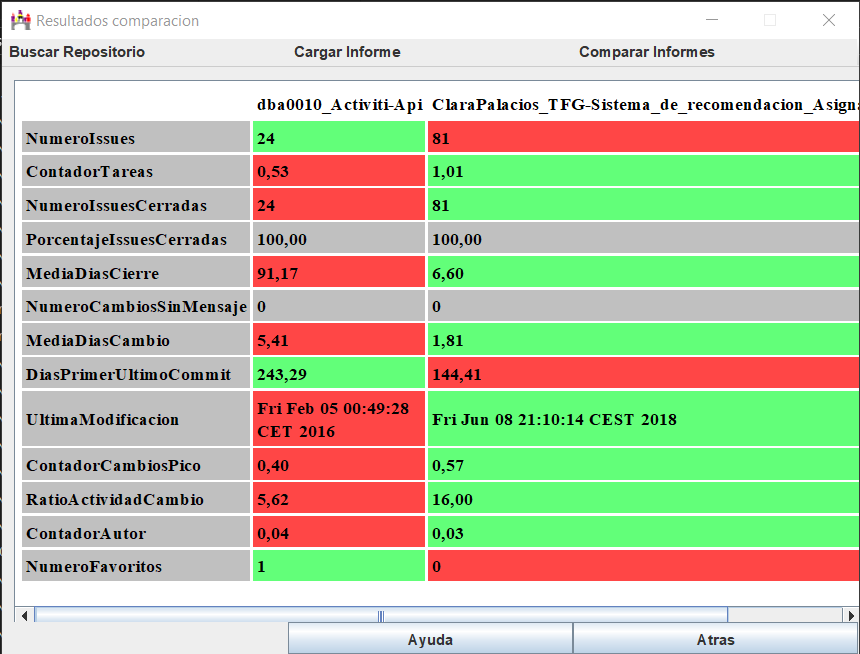 Resultados comparacion
Buscar Repositorio Cargar Informe Comparar Informes
dba0010_Activiti-Api ClaraPalacios_TFG-Sistema_de_recomendacion_Asigna
NumeroIssues 24 81
ContadorTareas 0,53 1,01
NumeroIssuesCerradas 24 81
PorcentajeIssuesCerradas 100,00 100,00
MediaDiasCierre 91,17 6,60
NumeroCambiosSinMensaje 0 0
MediaDiasCambio 5,41 1,81
DiasPrimerUltimoCommit 243,29 144,41
UltimaModificacion Fri Feb 05 00:49:28 Fri Jun 08 21:10:14 CEST 2018
CET 2016
ContadorCambiosPico 0,40 0,57
RatioActividadCambio 5,62 16,00
ContadorAutor 0,04 0,03
NumeroFavoritos 1 0
Ayuda Atras